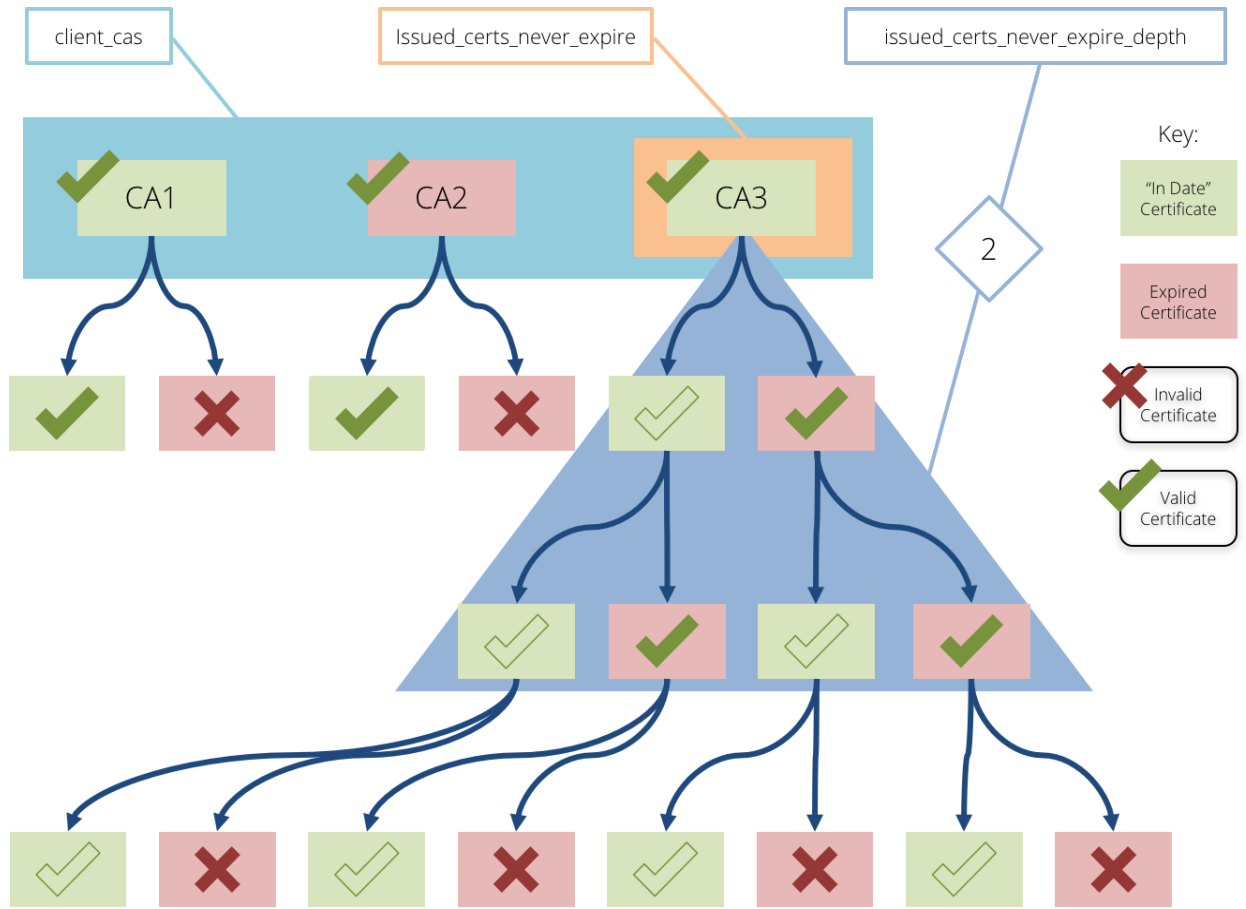 client_cas
Issued_certs_never_expire
issued_certs_never_expire_depth
Key:
CA1
CA2
CA3
“In Date”
Certificate
2
Expired
Certificate
Invalid
Certificate
Valid
Certificate